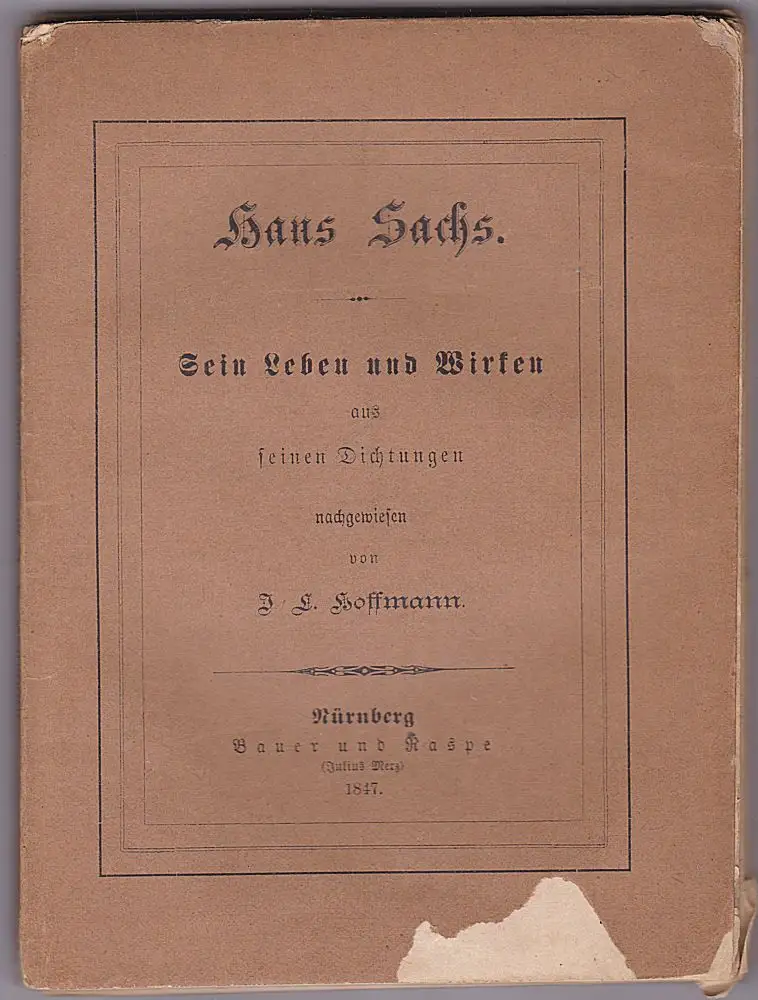 Hans Sachs.
Sein Leben und Wirken
aus
seinen Dichtungen
nachgewiesen
von
J. L. Hoffmann.
Nürnberg
Bauer und Raspe
(Julius Merz)
1847.